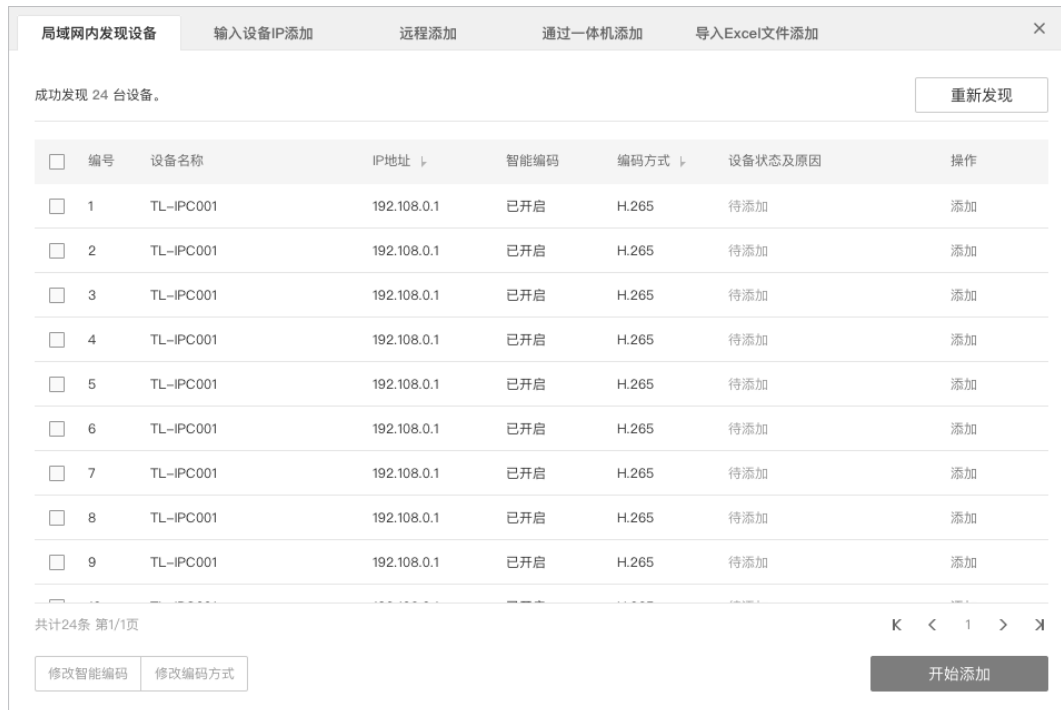 局域网内发现设备 输入设备IP添加 远程添加 通过一体机添加 导入Excel文件添加
成功发现 24 台设备。 重新发现
编号 设备名称 IP地址 智能编码 编码方式 设备状态及原因 操作
1 TL-IPC001 192.108.0.1 已开启 H.265 待添加 添加
2 TL-IPC001 192.108.0.1 已开启 H.265 待添加 添加
3 TL-IPC001 192.108.0.1 已开启 H.265 待添加 添加
4 TL-IPC001 192.108.0.1 已开启 H.265 待添加 添加
5 TL-IPC001 192.108.0.1 已开启 H.265 待添加 添加
6 TL-IPC001 192.108.0.1 已开启 H.265 待添加 添加
7 TL-IPC001 192.108.0.1 已开启 H.265 待添加 添加
8 TL-IPC001 192.108.0.1 已开启 H.265 待添加 添加
9 TL-IPC001 192.108.0.1 已开启 H.265 待添加 添加
共计24条 第1/1页 1
修改智能编码 修改编码方式 开始添加